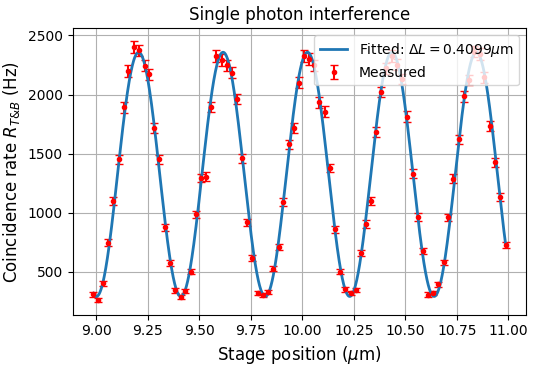 Single photon interference
Coincidence rate R_{T&B} (Hz)
2500
2000
1500
1000
500
Fitted: ΔL = 0.4099μm
Measured
9.00 9.25 9.50 9.75 10.00 10.25 10.50 10.75 11.00
Stage position (μm)